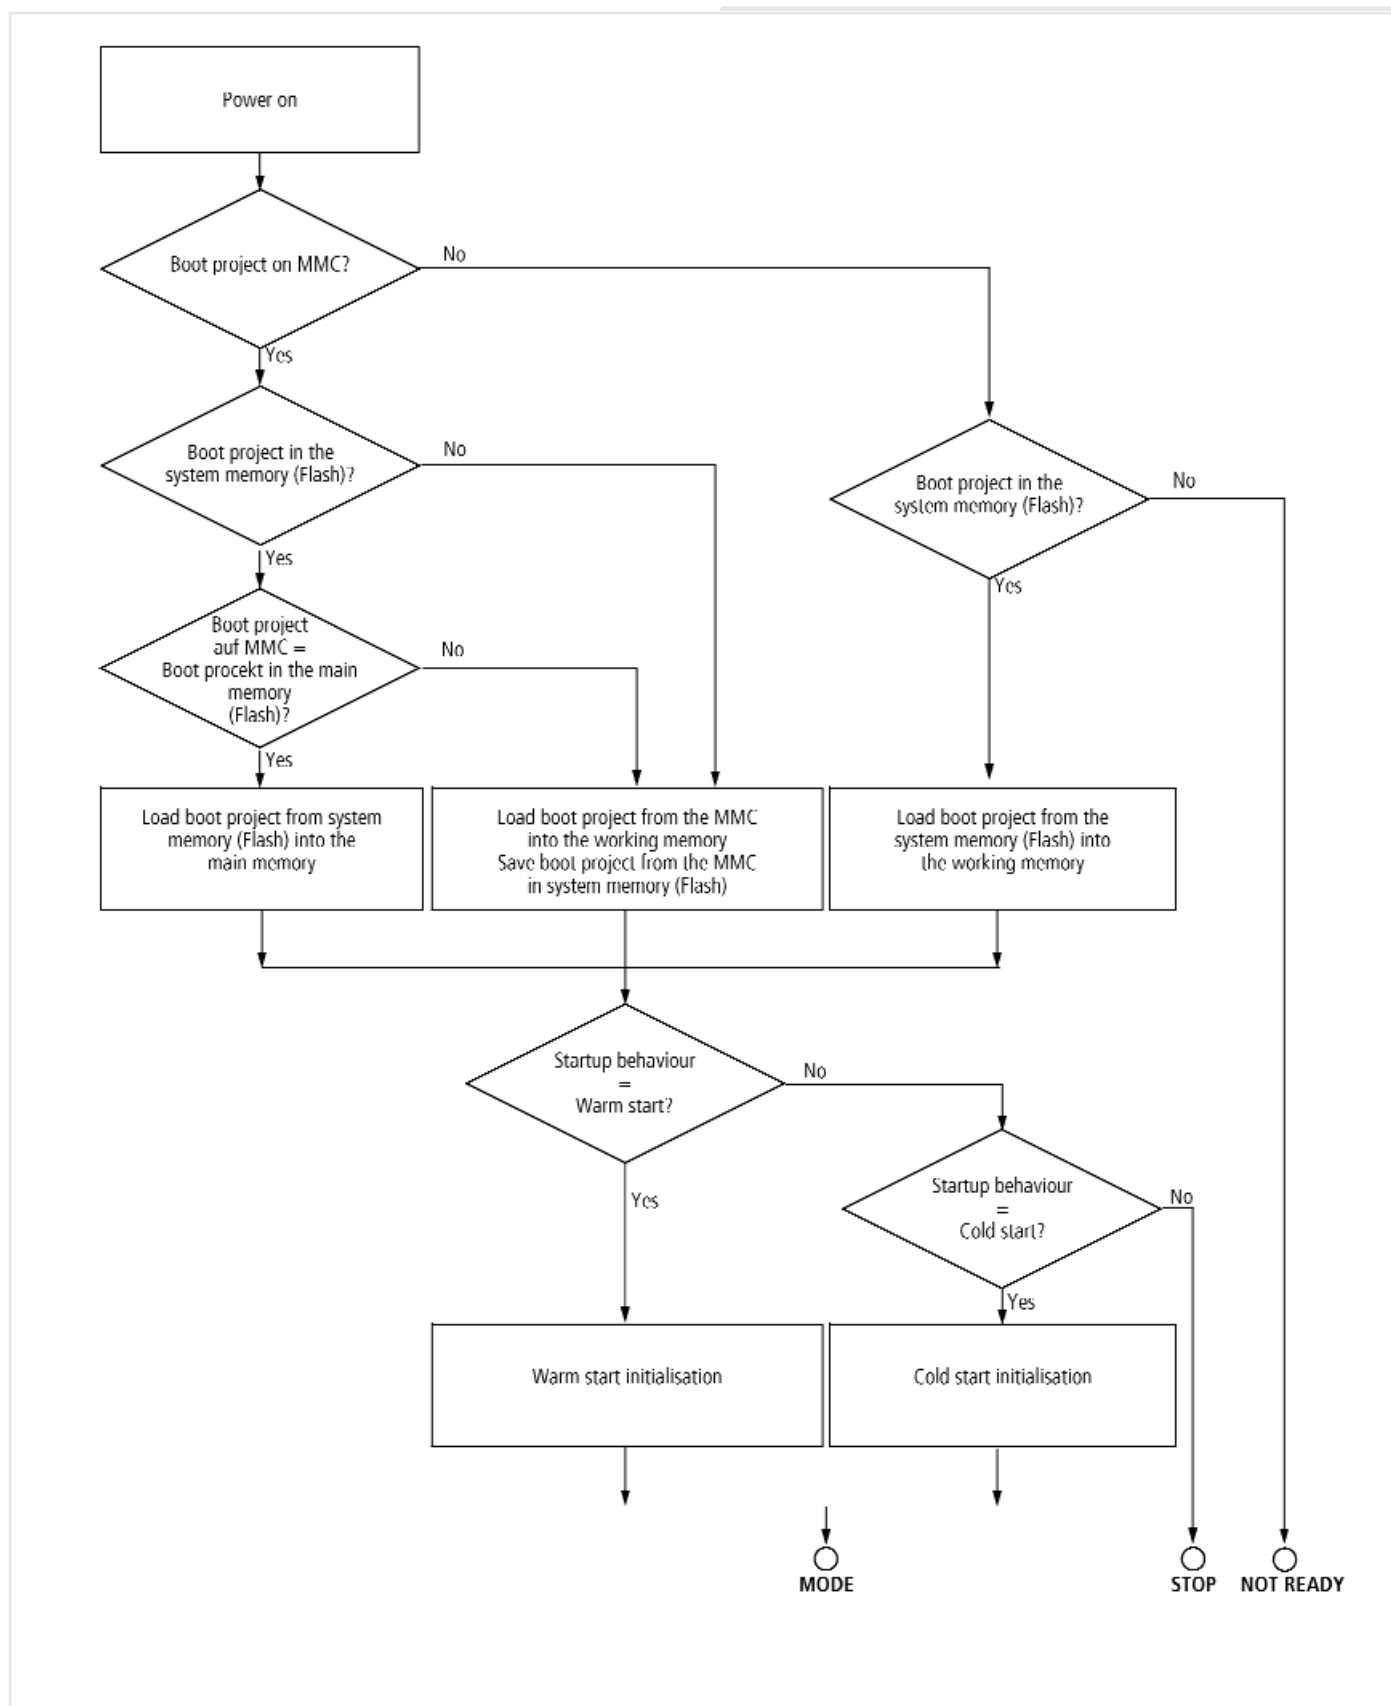 Power on
Boot project on MMC?
No
Yes
Boot project in the
system memory (Flash)?
No
Boot project in the
system memory (Flash)?
No
Yes
Yes
Boot project
auf MMC =
Boot procekt in the main
memory
(Flash)?
No
Yes
Load boot project from system
memory (Flash) into the
main memory
Load boot project from the MMC
into the working memory
Save boot project from the MMC
in system memory (Flash)
Load boot project from the
system memory (Flash) into
the working memory
Startup behaviour
=
Warm start?
No
Yes
Startup behaviour
=
Cold start?
No
Yes
Warm start initialisation
Cold start initialisation
MODE
STOP
NOT READY